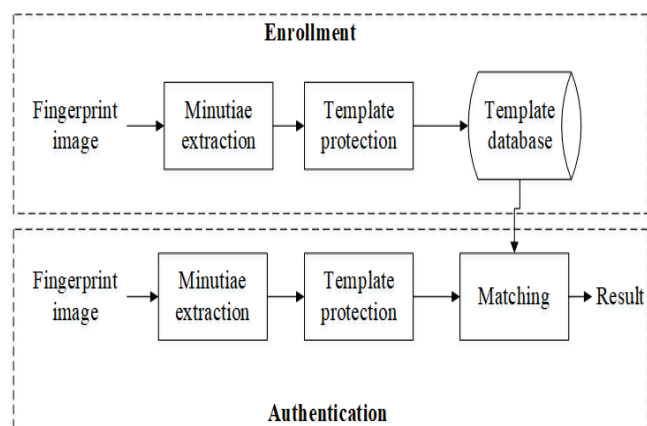 Enrollment
Fingerprint
image
Minutiae
extraction
Template
protection
Template
database
Fingerprint
image
Minutiae
extraction
Template
protection
Matching
Result
Authentication